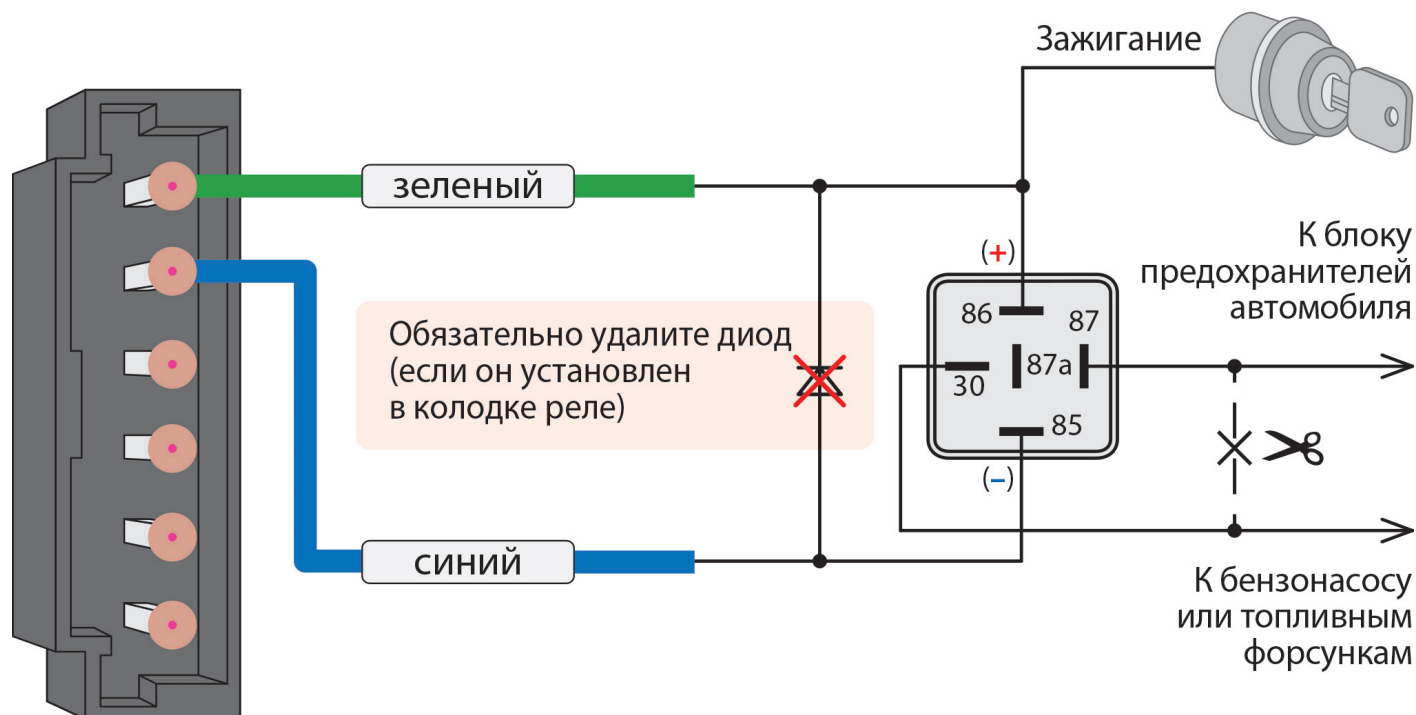 Зажигание
зеленый
К блоку
предохранителей
автомобиля
(+)
86
87
87a
30
85
(–)
Обязательно удалите диод
(если он установлен
в колодке реле)
синий
К бензонасосу
или топливным
форсункам